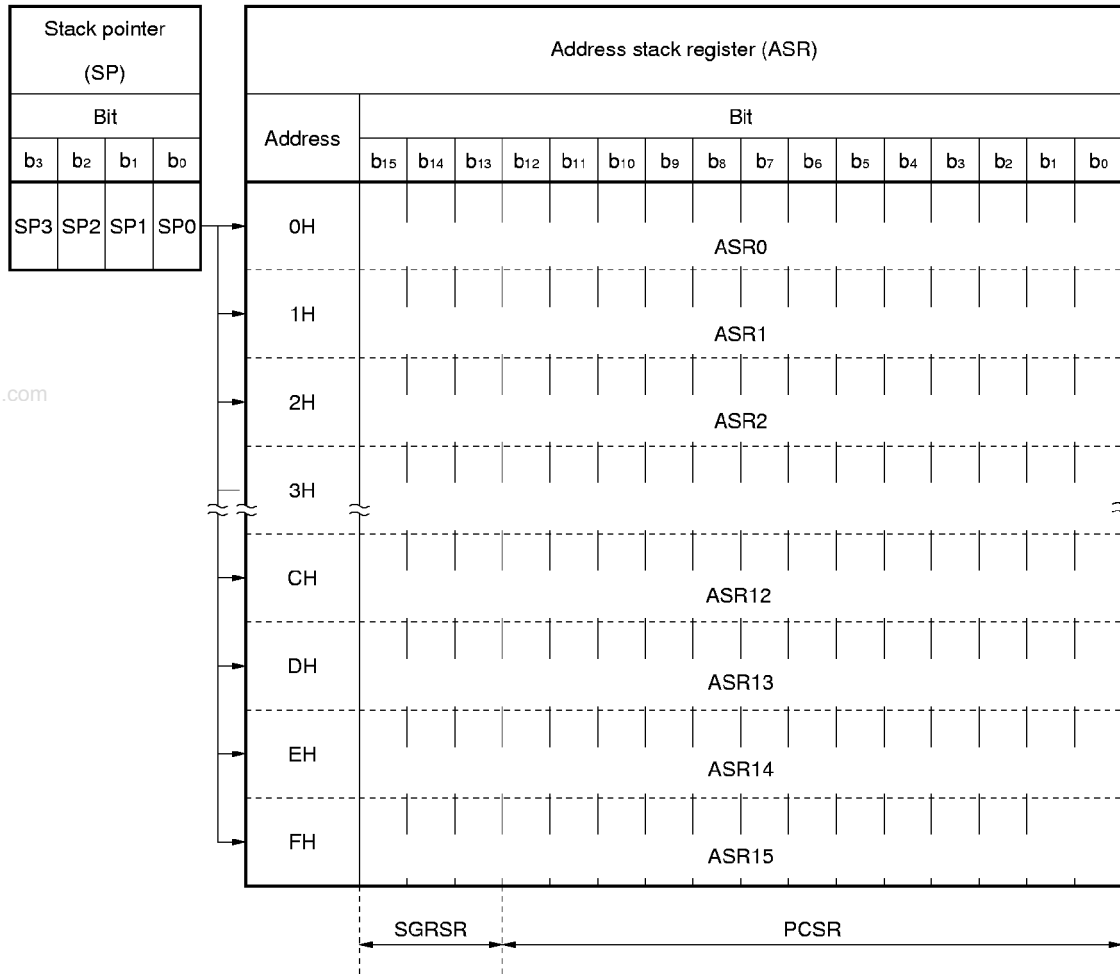 Stack pointer
(SP)
Bit
b3 b2 b1 b0
SP3 SP2 SP1 SP0
Address stack register (ASR)
Address
Bit
b15 b14 b13 b12 b11 b10 b9 b8 b7 b6 b5 b4 b3 b2 b1 b0
0H
ASR0
1H
ASR1
2H
ASR2
3H
CH
ASR12
DH
ASR13
EH
ASR14
FH
ASR15
SGRSR
PCSR
.com